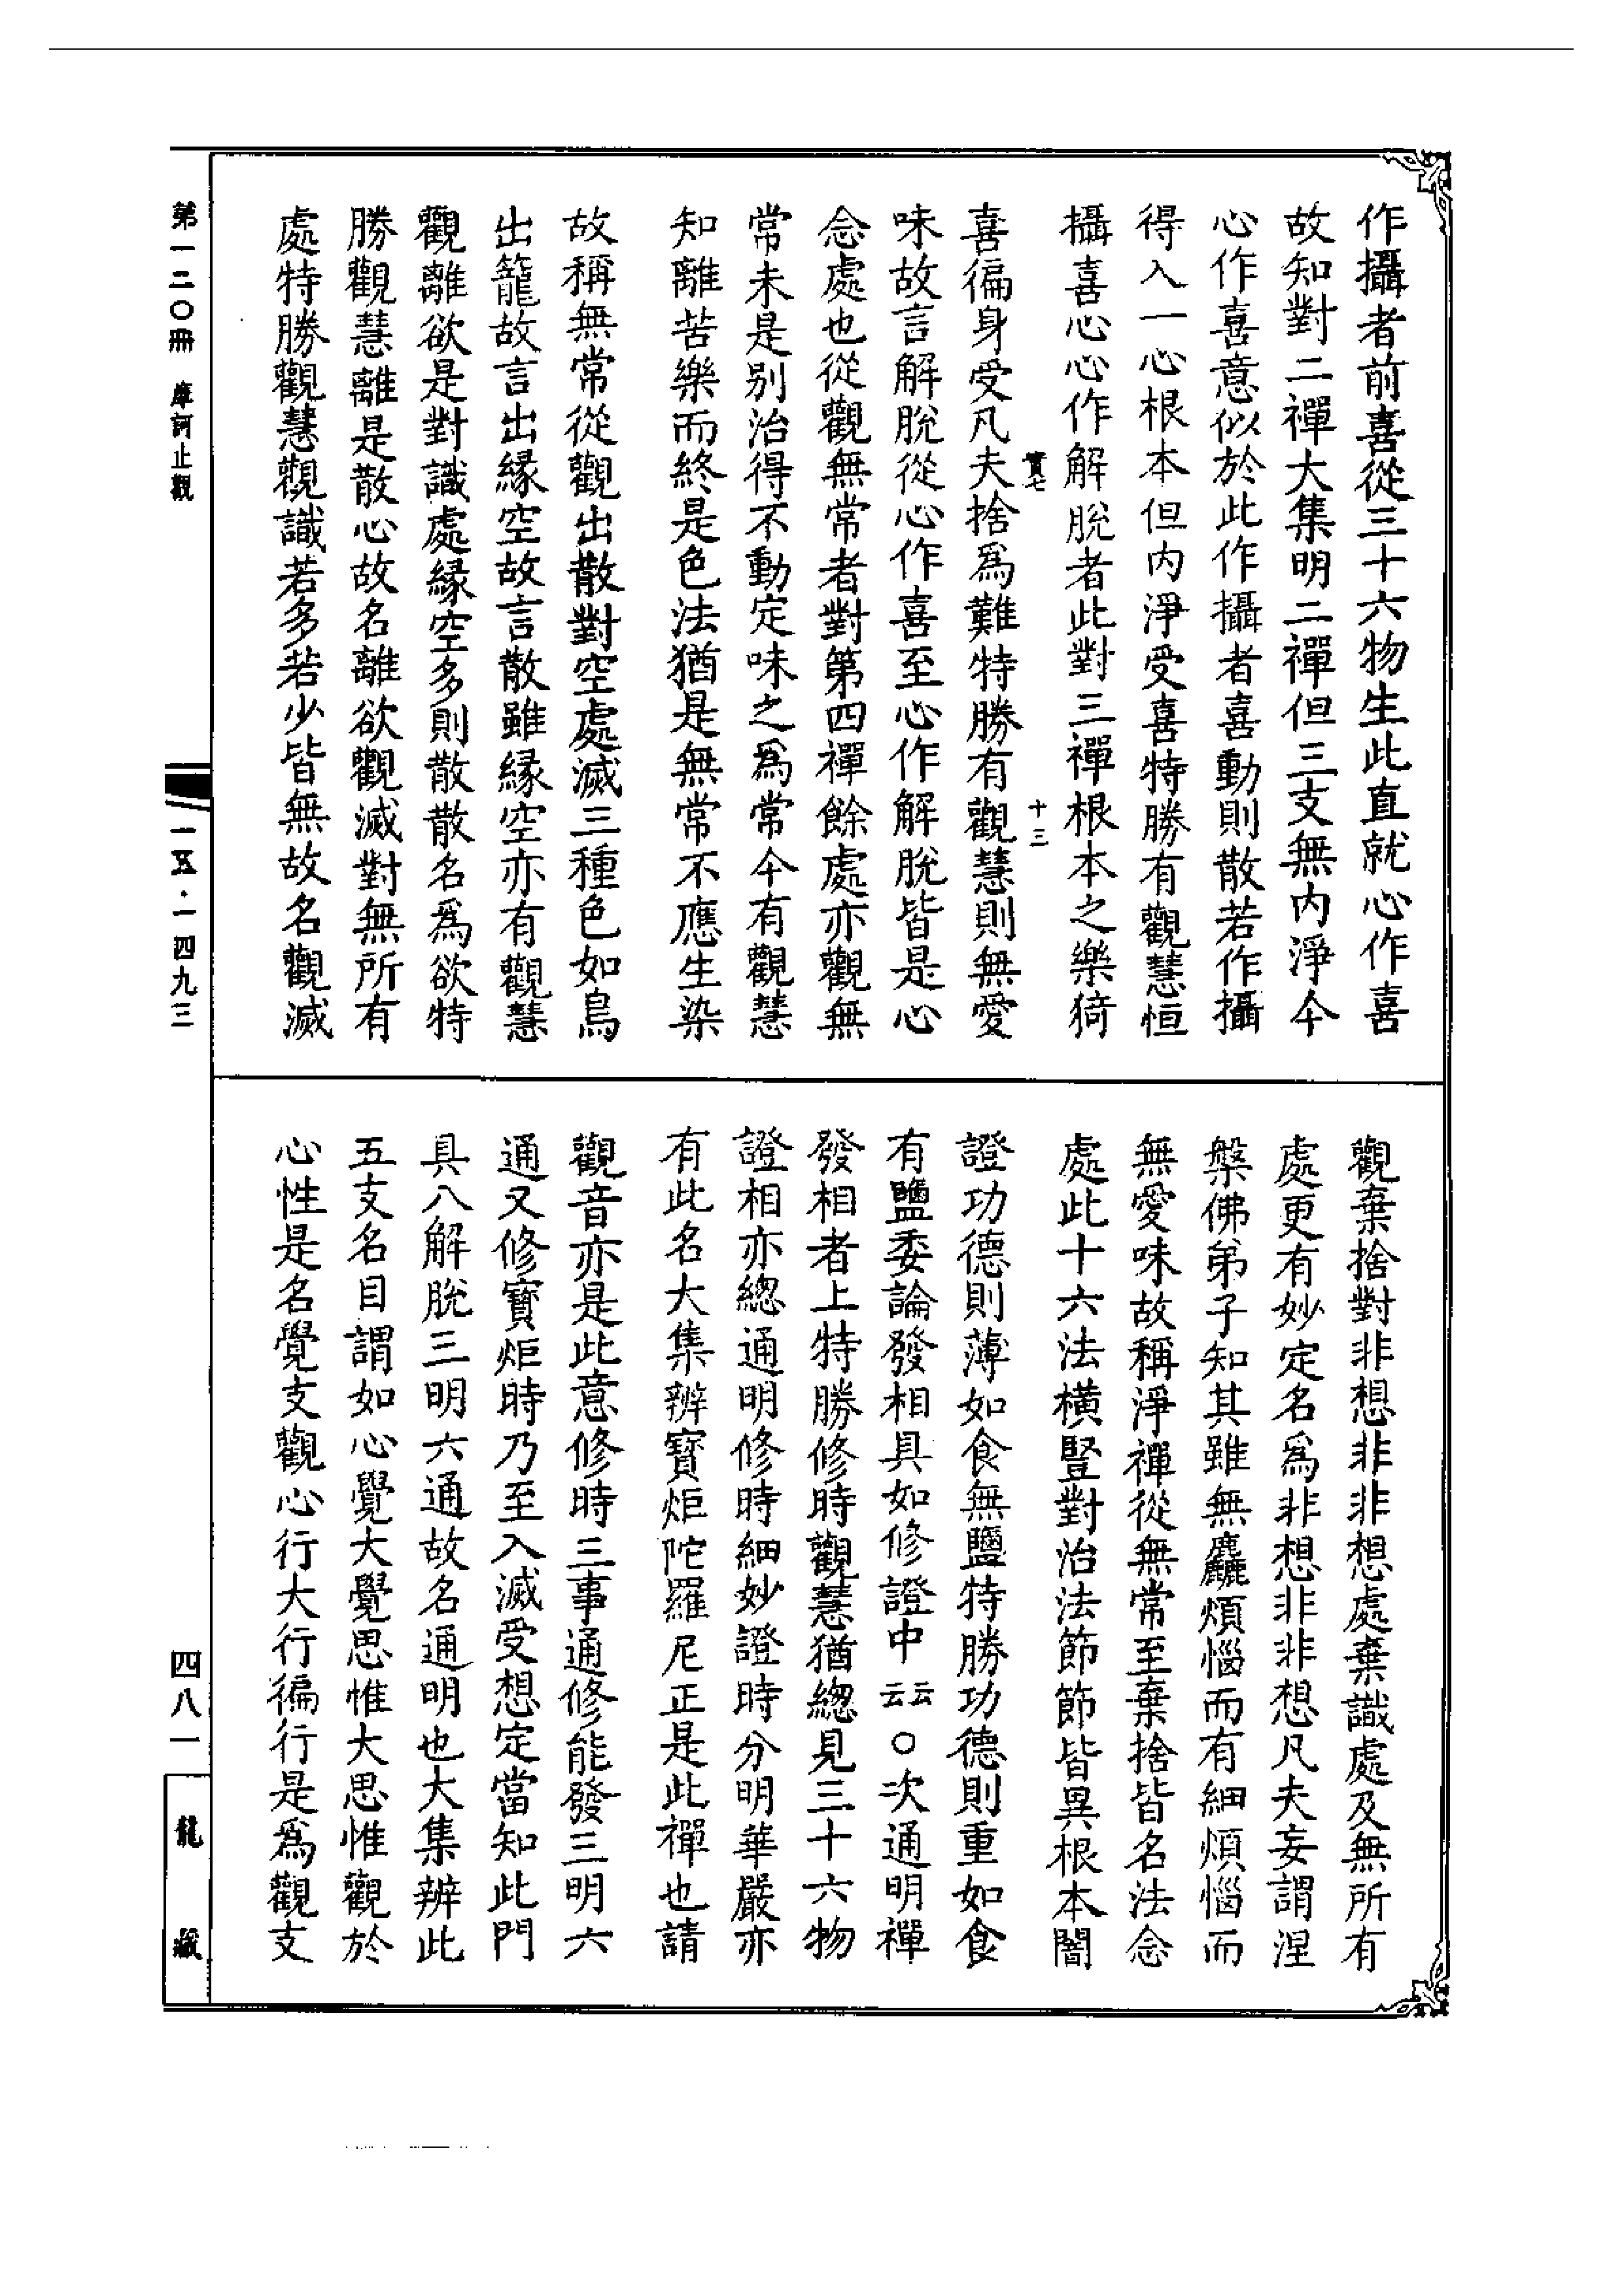 作攝者前喜從三十六物生此直就心作喜
故知對二禪大集明二禪但三支無內淨今
心作喜意似於此作攝者喜動則散若作攝
得入一心根本但內淨受喜特勝有觀慧恒
攝喜心心作解脫者此對三禪根本之樂猗
實七
十三
喜徧身受凡夫捨爲難特勝有觀慧則無愛
味故言解脫從心作喜至心作解脫皆是心
念處也從觀無常者對第四禪餘處亦觀無
常未是別治得不動定味之爲常今有觀慧
知離苦樂而終是色法猶是無常不應生染
故稱無常從觀出散對空處滅三種色如鳥
出籠故言出緣空故言散雖緣空亦有觀慧
觀離欲是對識處緣空多則散散名爲欲特
勝觀慧離是散心故名離欲觀滅對無所有
處特勝觀慧觀識若多若少皆無故名觀滅
觀棄捨對非想非非想處棄識處及無所有
處更有妙定名爲非想非非想凡夫妄謂涅
槃佛弟子知其雖無麤煩惱而有細煩惱而
無愛味故稱淨禪從無常至棄捨皆名法念
處此十六法橫豎對治法節節皆異根本闇
證功德則薄如食無鹽特勝功德則重如食
有鹽委論發相具如修證中云云○次通明禪
發相者上特勝修時觀慧猶總見三十六物
證相亦總通明修時細妙證時分明華嚴亦
有此名大集辨寶炬陀羅尼正是此禪也請
觀音亦是此意修時三事通修能發三明六
通又修寶炬時乃至入滅受想定當知此門
具八解脫三明六通故名通明也大集辨此
五支名目謂如心覺大覺思惟大思惟觀於
心性是名覺支觀心行大行徧行是爲觀支
第一二〇冊 摩訶止觀
一五·一四九三
四八一
龍藏